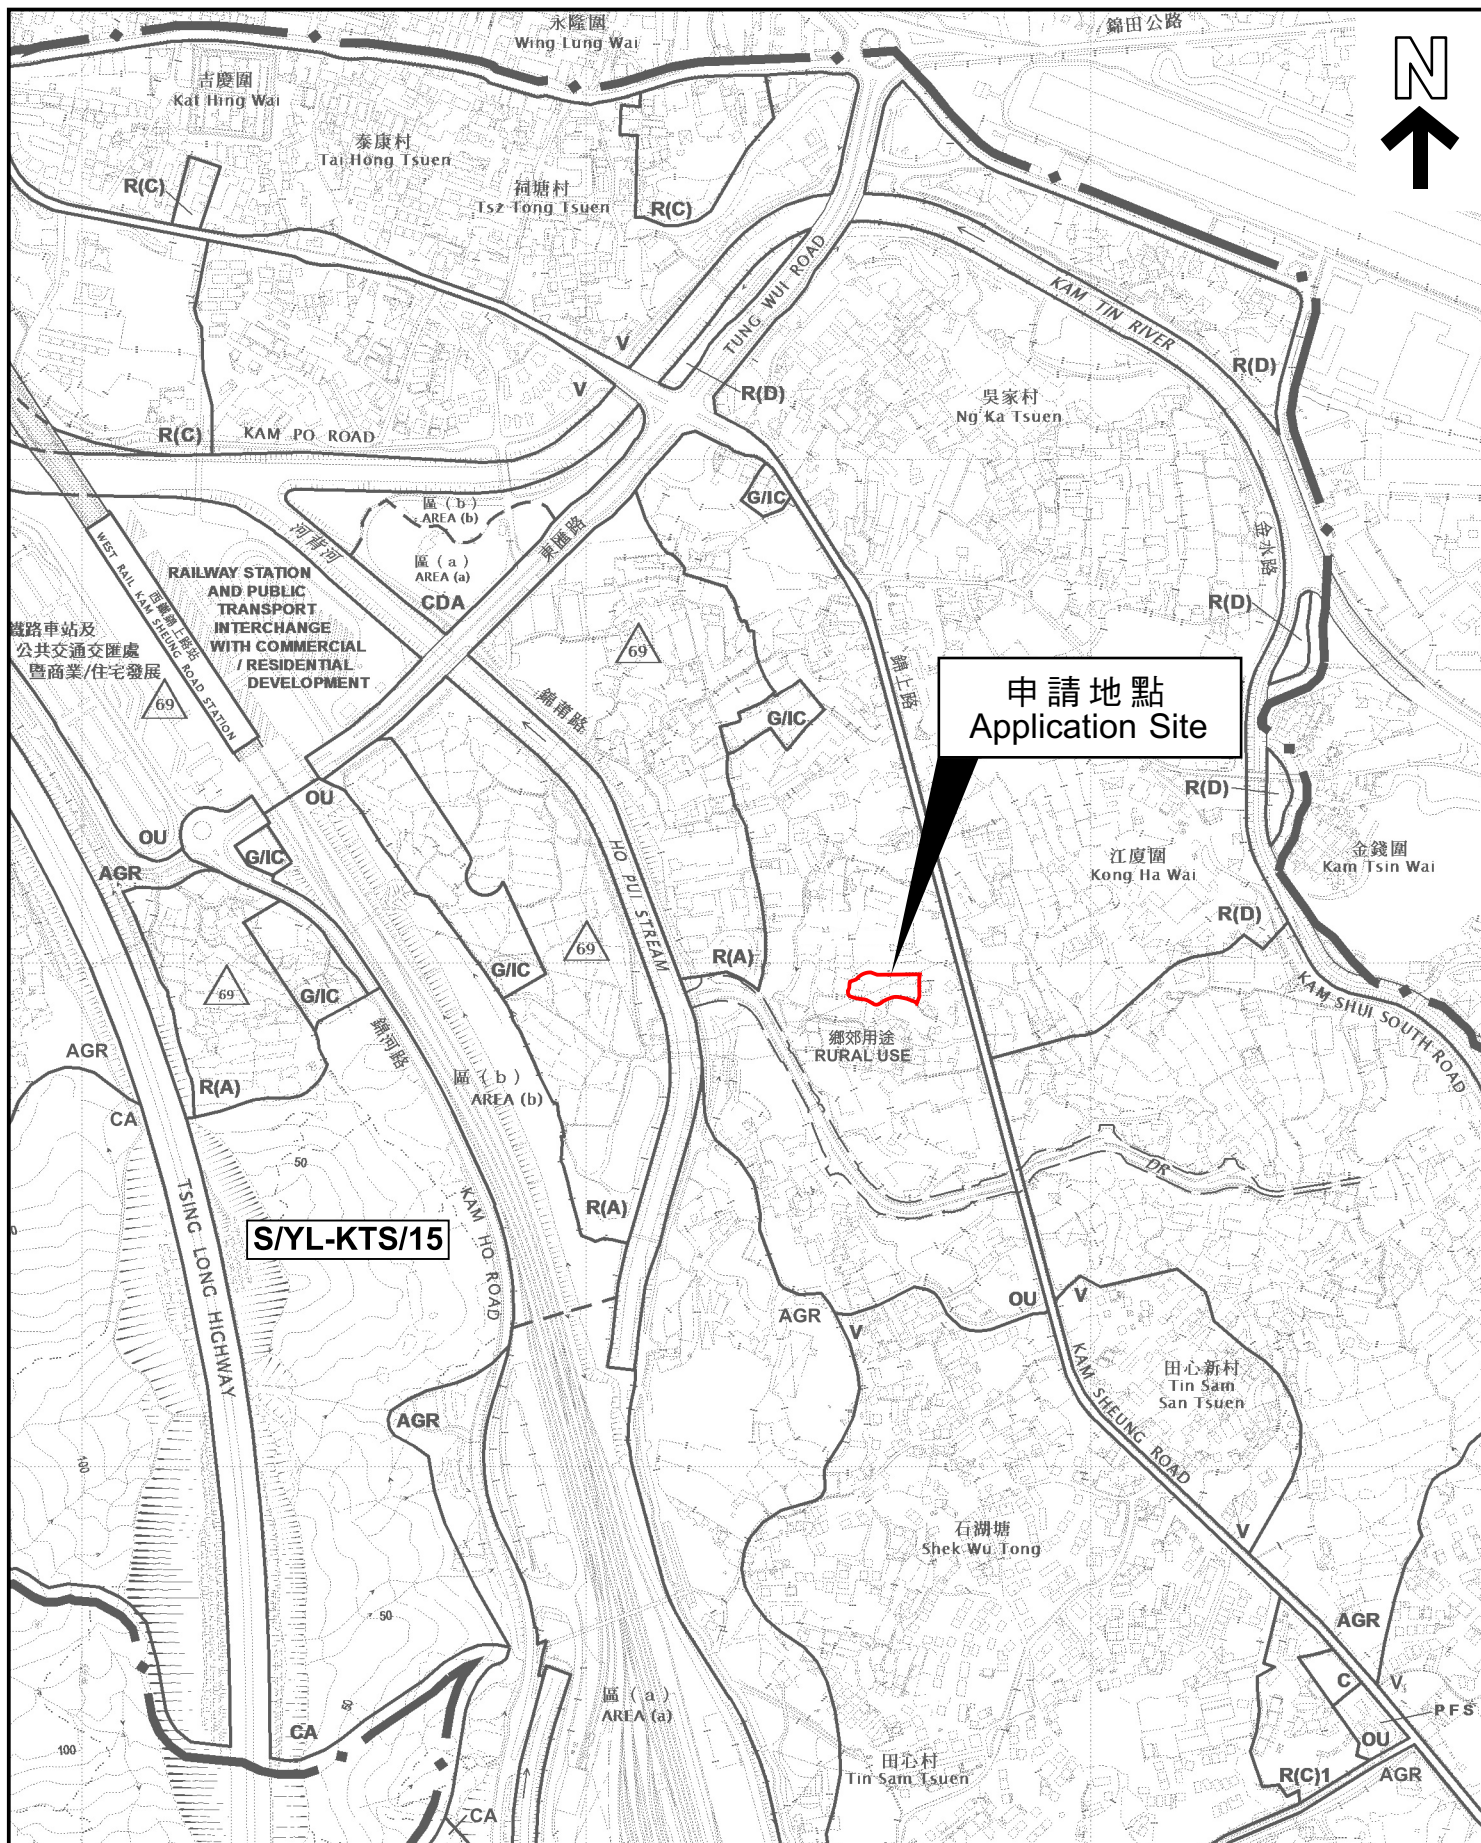 永隆圍
Wing Lung Wai
錦田公路
N
吉慶圍
Kat Hing Wai
泰康村
Tai Hong Tsuen
祠塘村
Tsz Tong Tsuen
R(C)
R(C)
TUNG WUI ROAD
KAM TIN RIVER
V
V
R(D)
R(D)
吳家村
Ng Ka Tsuen
R(C)
KAM PO ROAD
G/IC
區 ( b )
AREA (b)
河背河
東匯路
金水路
區 ( a )
AREA (a)
CDA
WEST RAIL KAM SHEUNG ROAD STATION
西鐵錦上路站
RAILWAY STATION
AND PUBLIC
TRANSPORT
INTERCHANGE
WITH COMMERCIAL
/ RESIDENTIAL
DEVELOPMENT
鐵路車站及
公共交通交匯處
暨商業/住宅發展
69
69
R(D)
錦莆路
錦上路
G/IC
申請地點
Application Site
OU
OU
R(D)
G/IC
AGR
HO PUI STREAM
江廈圍
Kong Ha Wai
金錢圍
Kam Tsin Wai
R(D)
69
R(A)
G/IC
69
G/IC
錦河路
KAM SHUI SOUTH ROAD
鄉郊用途
RURAL USE
AGR
R(A)
CA
區 ( b )
AREA (b)
50
DR
TSING LONG HIGHWAY
KAM HO ROAD
R(A)
S/YL-KTS/15
OU
V
AGR
V
KAM SHEUNG ROAD
田心新村
Tin Sam
San Tsuen
AGR
100
石湖塘
Shek Wu Tong
V
50
AGR
C
V
PFS
區 ( a )
AREA (a)
50
CA
100
OU
田心村
Tin Sam Tsuen
R(C)1
AGR
CA